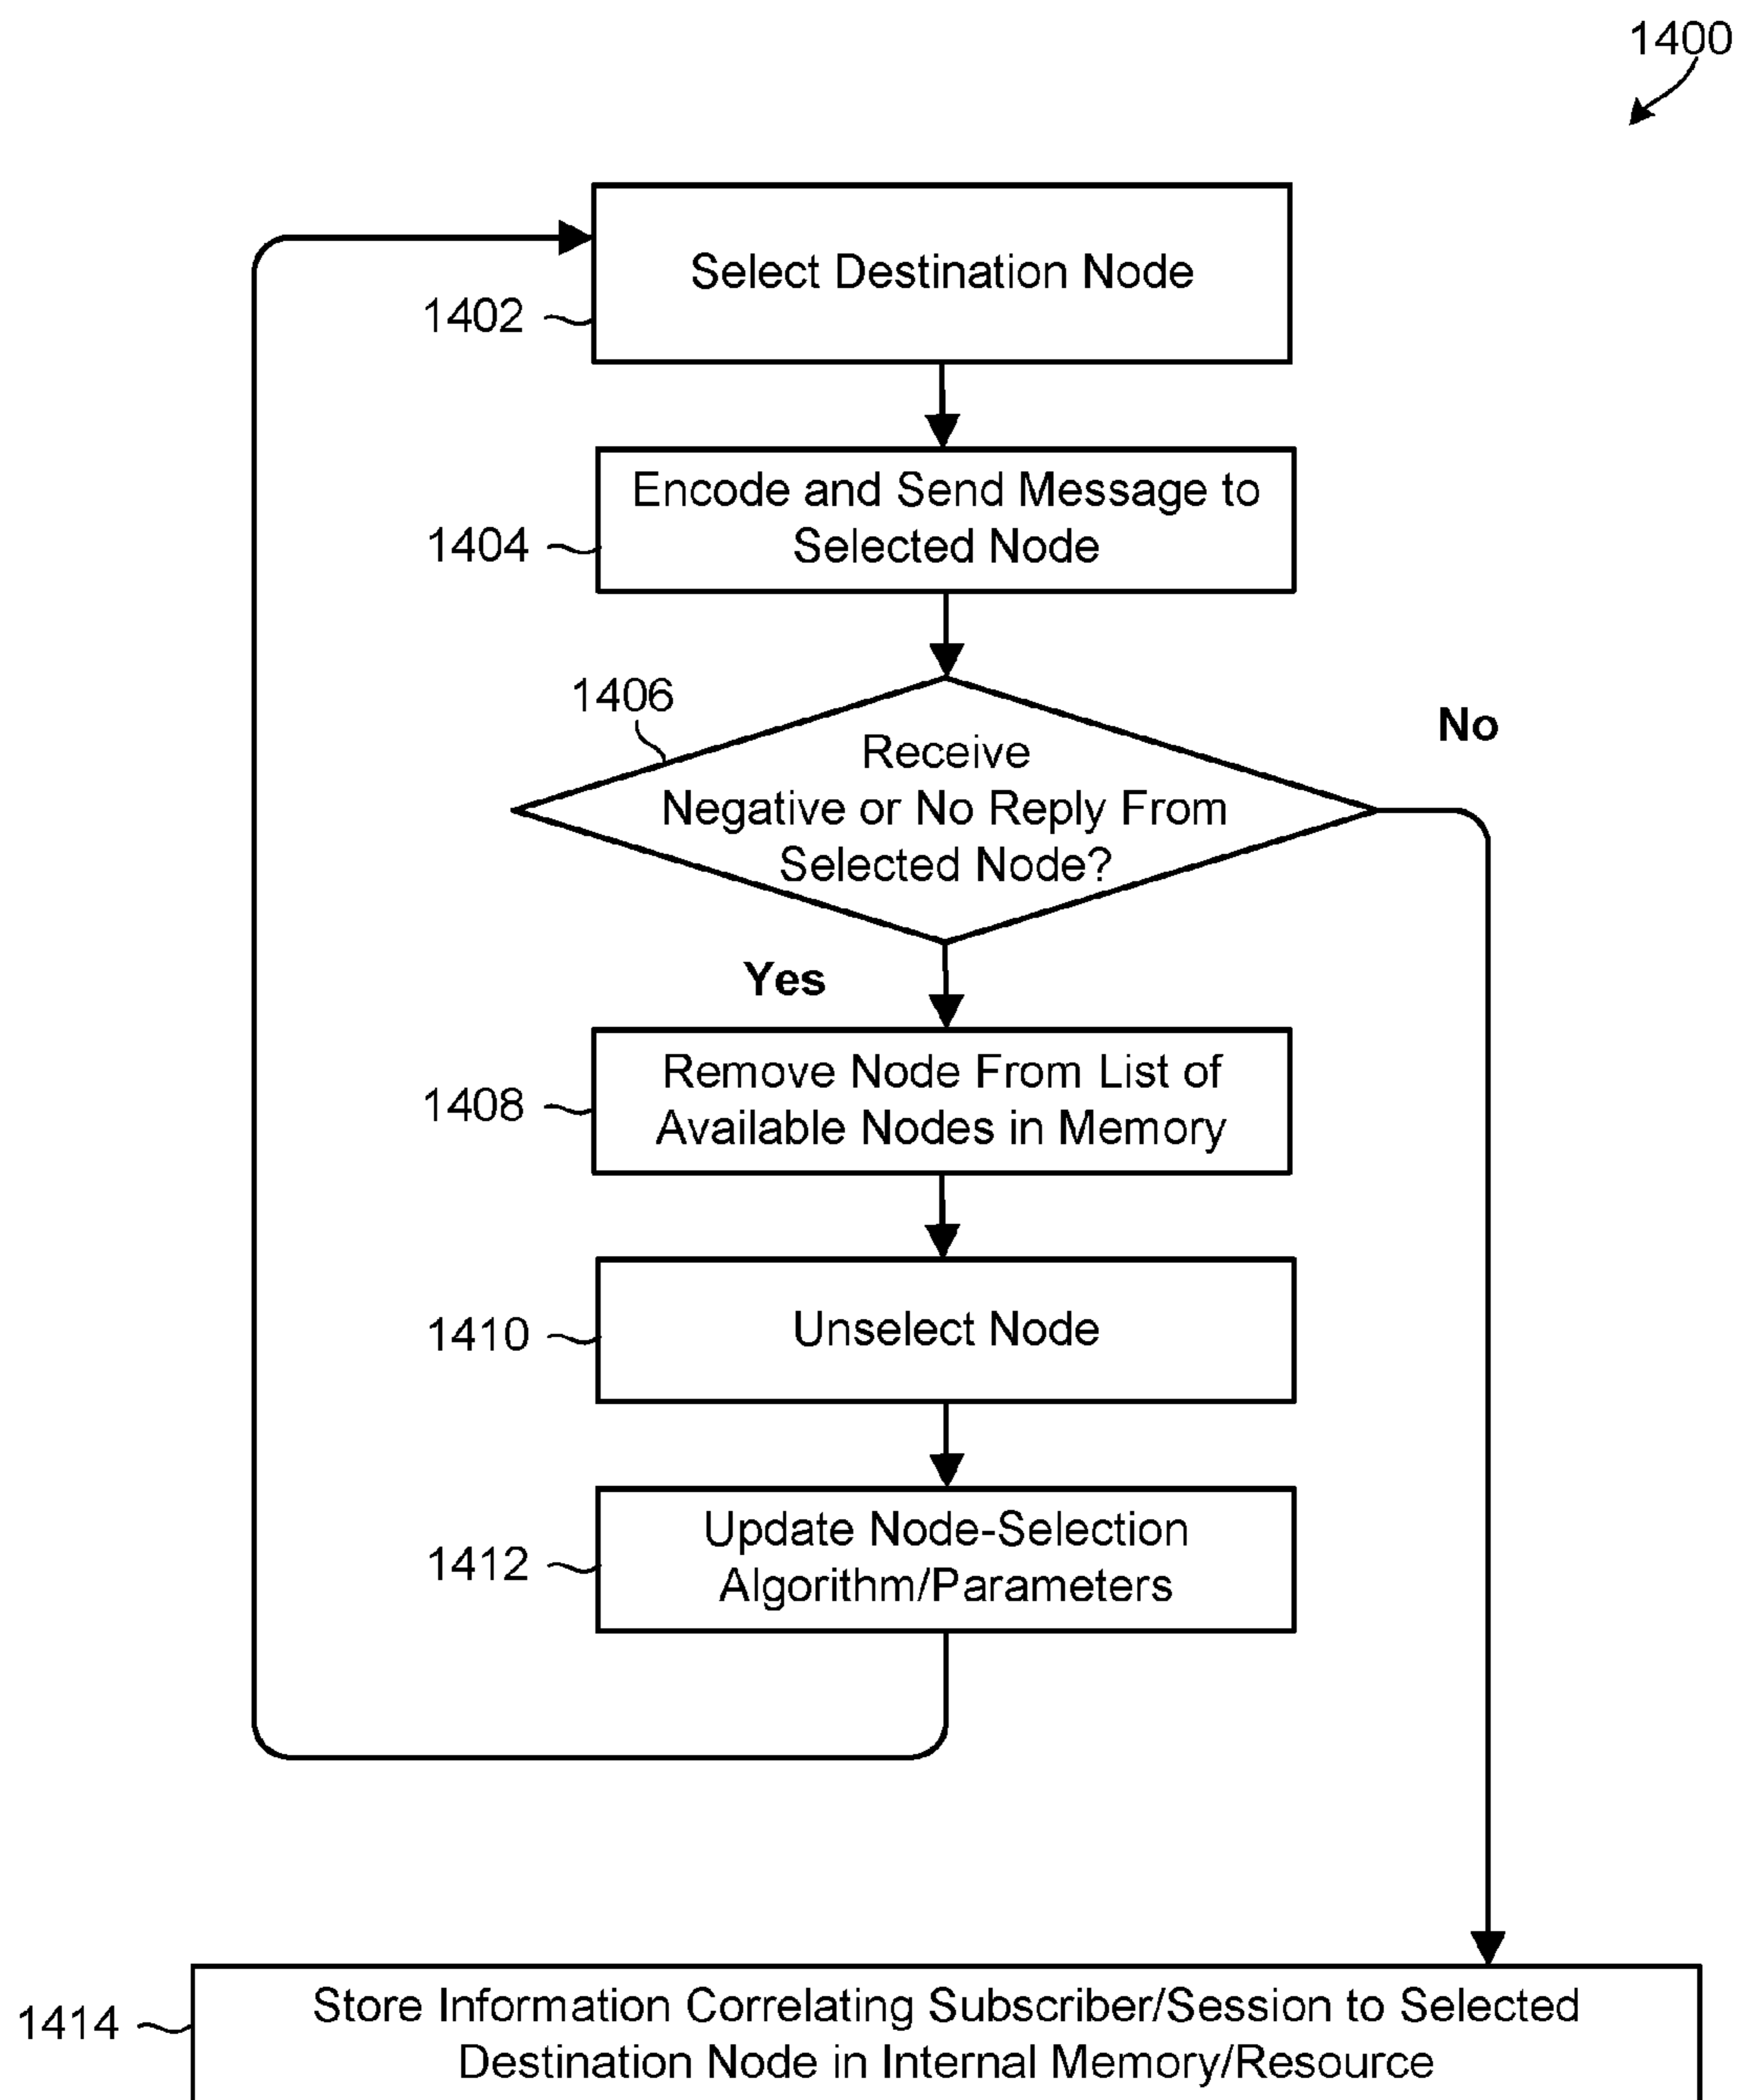 1400
Select Destination Node
1402
Encode and Send Message to
Selected Node
1404
1406
Receive
Negative or No Reply From
Selected Node?
No
Yes
Remove Node From List of
Available Nodes in Memory
1408
Unselect Node
1410
Update Node-Selection
Algorithm/Parameters
1412
Store Information Correlating Subscriber/Session to Selected
Destination Node in Internal Memory/Resource
1414